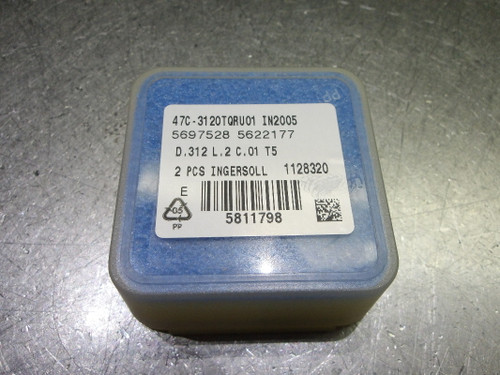 47C-3120TQRU01 IN2005
5697528 5622177
D.312 L.2 C.01 T5
2 PCS INGERSOLL 1128320
E
05
PP
5811798